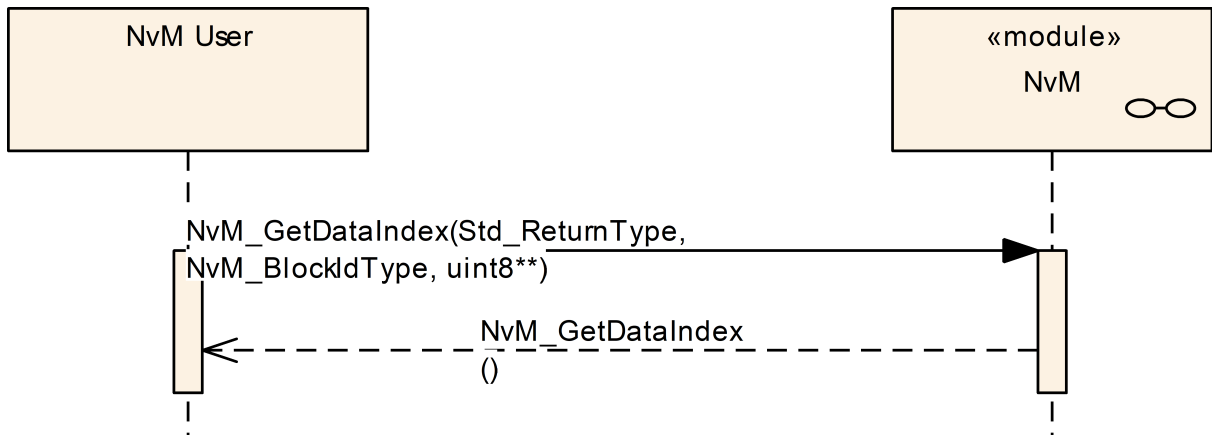 NvM User
«module»
NvM
NvM_GetDataIndex(Std_ReturnType,
NvM_BlockIdType, uint8**)
NvM_GetDataIndex
()